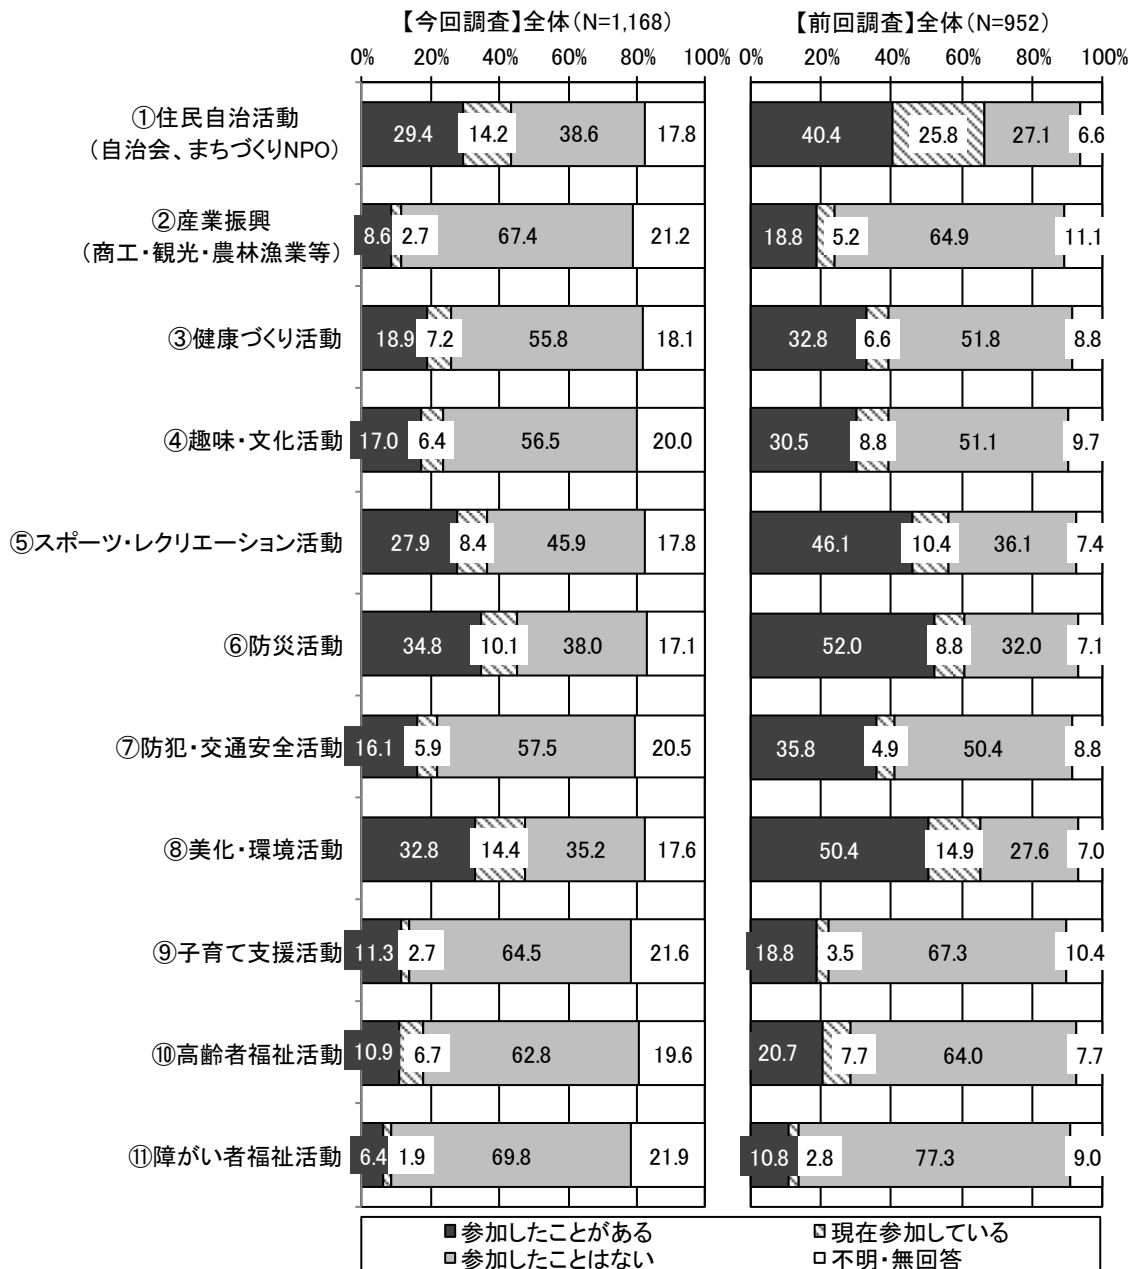 【今回調査】全体(N=1,168) 【前回調査】全体(N=952)
0% 20% 40% 60% 80% 100% 0% 20% 40% 60% 80% 100%
①住民自治活動
(自治会、まちづくりNPO)
29.4 14.2 38.6 17.8 40.4 25.8 27.1 6.6
②産業振興
(商工・観光・農林漁業等)
8.6 2.7 67.4 21.2 18.8 5.2 64.9 11.1
③健康づくり活動 18.9 7.2 55.8 18.1 32.8 6.6 51.8 8.8
④趣味・文化活動 17.0 6.4 56.5 20.0 30.5 8.8 51.1 9.7
⑤スポーツ・レクリエーション活動 27.9 8.4 45.9 17.8 46.1 10.4 36.1 7.4
⑥防災活動 34.8 10.1 38.0 17.1 52.0 8.8 32.0 7.1
⑦防犯・交通安全活動 16.1 5.9 57.5 20.5 35.8 4.9 50.4 8.8
⑧美化・環境活動 32.8 14.4 35.2 17.6 50.4 14.9 27.6 7.0
⑨子育て支援活動 11.3 2.7 64.5 21.6 18.8 3.5 67.3 10.4
⑩高齢者福祉活動 10.9 6.7 62.8 19.6 20.7 7.7 64.0 7.7
⑪障がい者福祉活動 6.4 1.9 69.8 21.9 10.8 2.8 77.3 9.0
参加したことがある 現在参加している
参加したことはない 不明・無回答